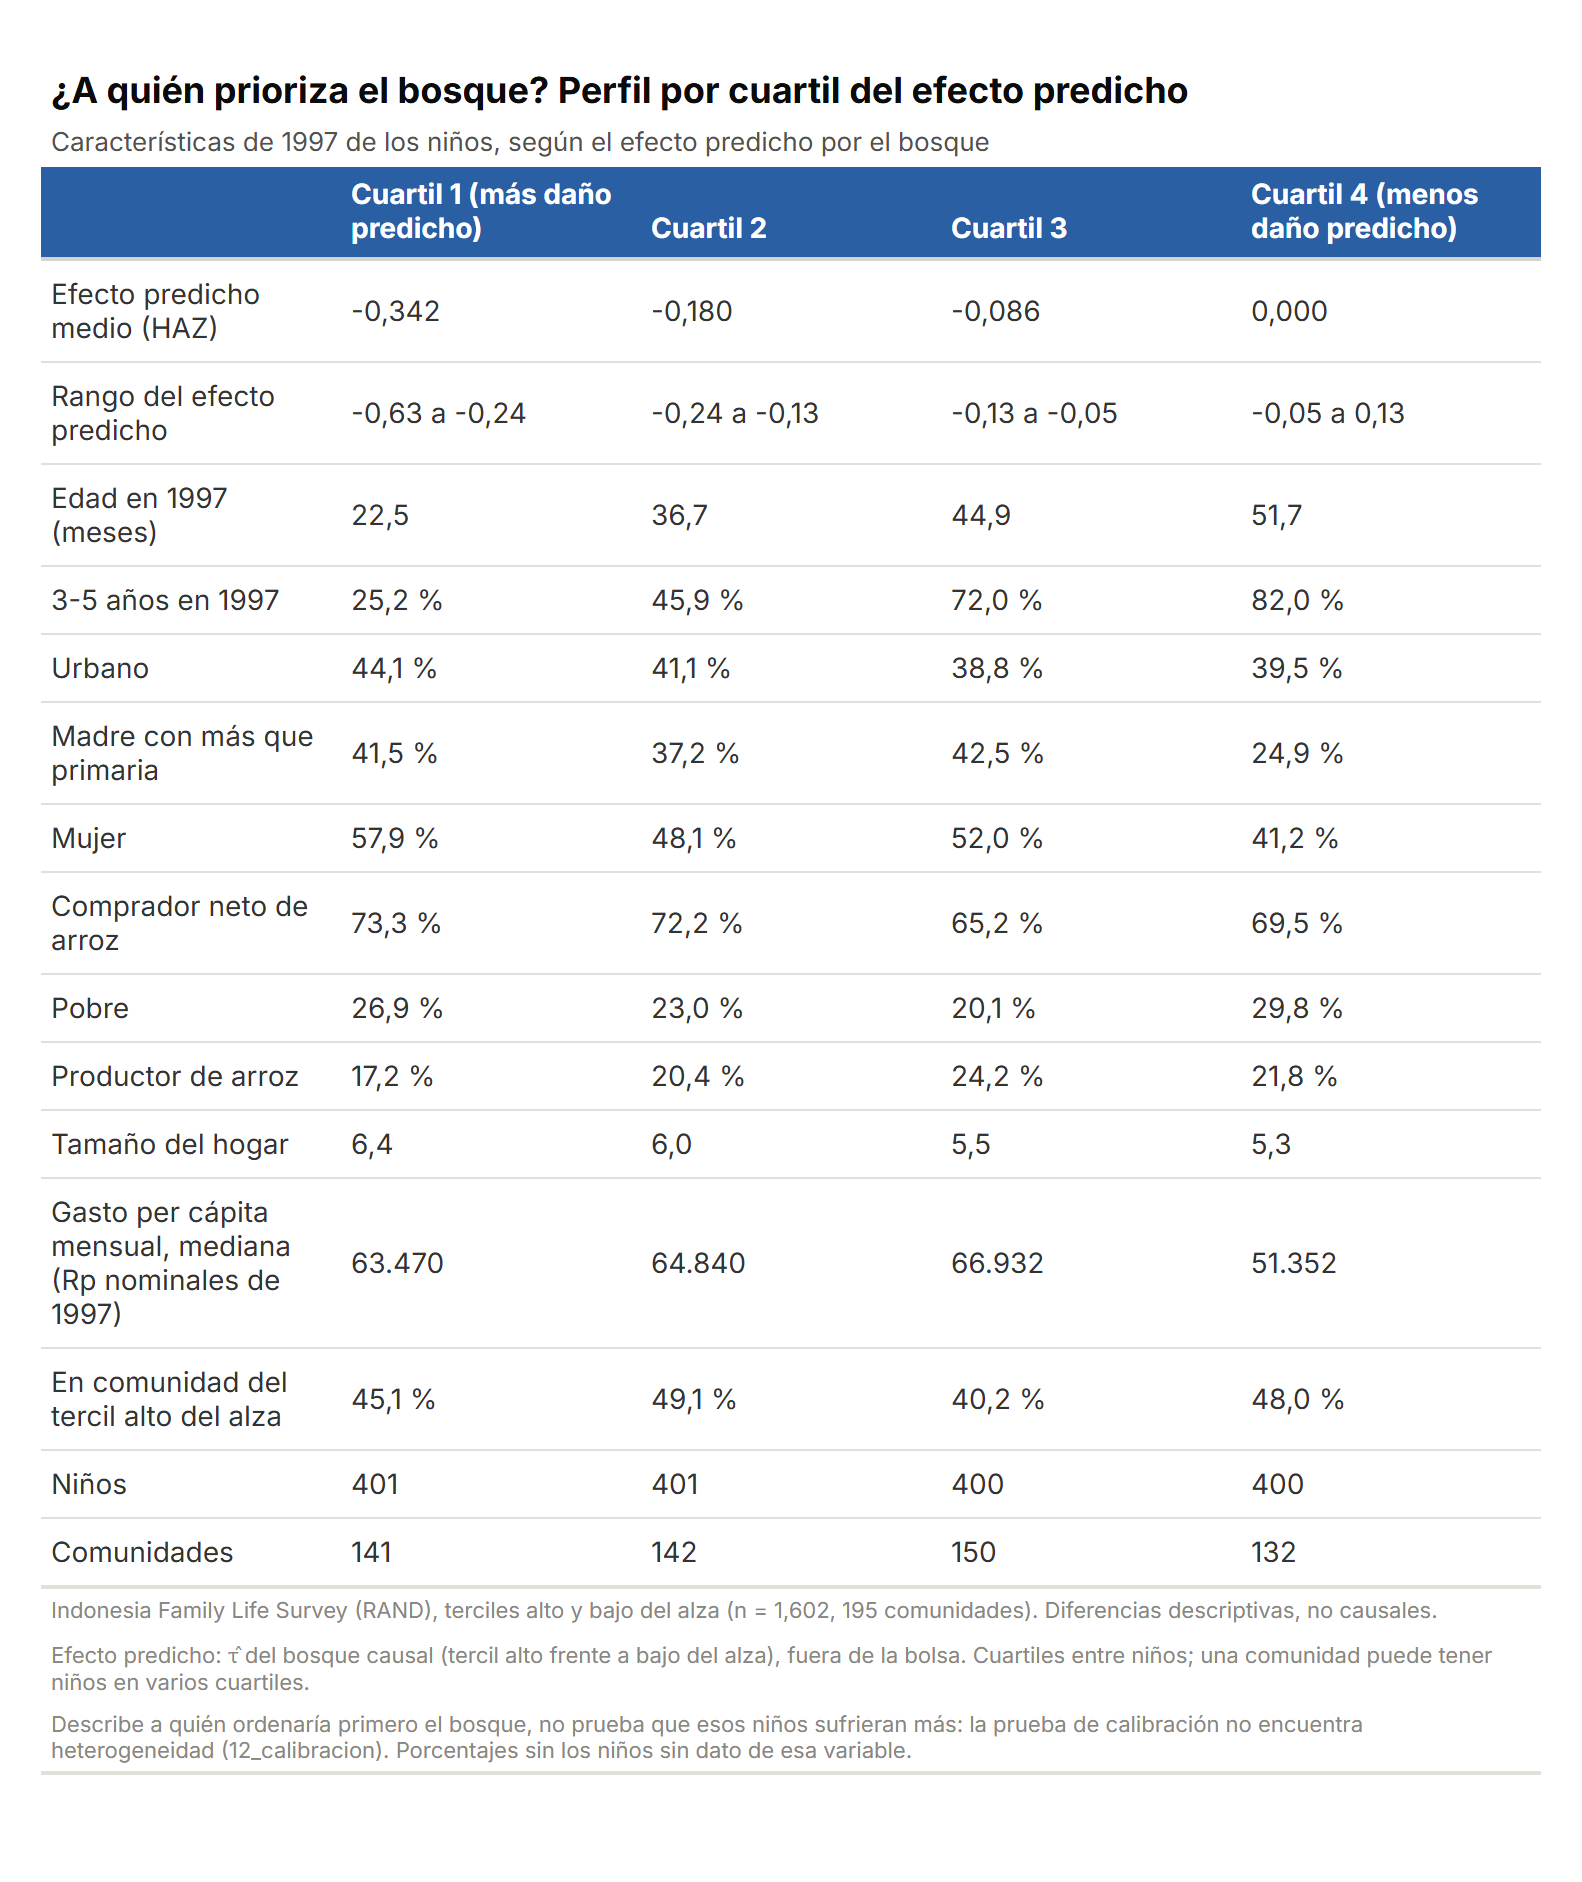 ¿A quién prioriza el bosque? Perfil por cuartil del efecto predicho
Características de 1997 de los niños, según el efecto predicho por el bosque
Cuartil 1 (más daño predicho) Cuartil 2 Cuartil 3 Cuartil 4 (menos daño predicho)
Efecto predicho medio (HAZ) -0,342 -0,180 -0,086 0,000
Rango del efecto predicho -0,63 a -0,24 -0,24 a -0,13 -0,13 a -0,05 -0,05 a 0,13
Edad en 1997 (meses) 22,5 36,7 44,9 51,7
3-5 años en 1997 25,2 % 45,9 % 72,0 % 82,0 %
Urbano 44,1 % 41,1 % 38,8 % 39,5 %
Madre con más que primaria 41,5 % 37,2 % 42,5 % 24,9 %
Mujer 57,9 % 48,1 % 52,0 % 41,2 %
Comprador neto de arroz 73,3 % 72,2 % 65,2 % 69,5 %
Pobre 26,9 % 23,0 % 20,1 % 29,8 %
Productor de arroz 17,2 % 20,4 % 24,2 % 21,8 %
Tamaño del hogar 6,4 6,0 5,5 5,3
Gasto per cápita mensual, mediana (Rp nominales de 1997) 63.470 64.840 66.932 51.352
En comunidad del tercil alto del alza 45,1 % 49,1 % 40,2 % 48,0 %
Niños 401 401 400 400
Comunidades 141 142 150 132
Indonesia Family Life Survey (RAND), terciles alto y bajo del alza (n = 1,602, 195 comunidades). Diferencias descriptivas, no causales.
Efecto predicho: τ̂ del bosque causal (tercil alto frente a bajo del alza), fuera de la bolsa. Cuartiles entre niños; una comunidad puede tener
niños en varios cuartiles.
Describe a quién ordenaría primero el bosque, no prueba que esos niños sufrieran más: la prueba de calibración no encuentra
heterogeneidad (12_calibracion). Porcentajes sin los niños sin dato de esa variable.